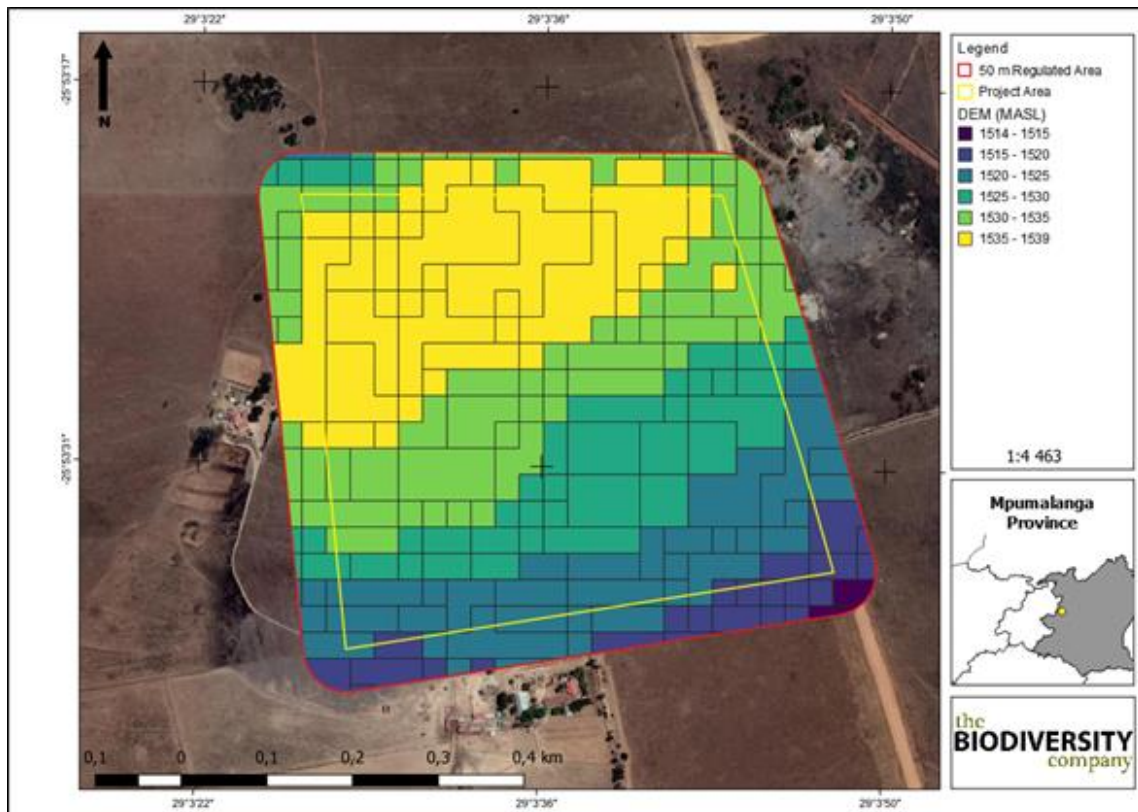 29°3'22"
29°3'36"
29°3'50"
-25°53'17"
-25°53'31"
N
Legend
50 m Regulated Area
Project Area
DEM (MASL)
1514 - 1515
1515 - 1520
1520 - 1525
1525 - 1530
1530 - 1535
1535 - 1539
1:4 463
Mpumalanga
Province
the
BIODIVERSITY
company
0,1 0 0,1 0,2 0,3 0,4 km
29°3'22"
29°3'36"
29°3'50"